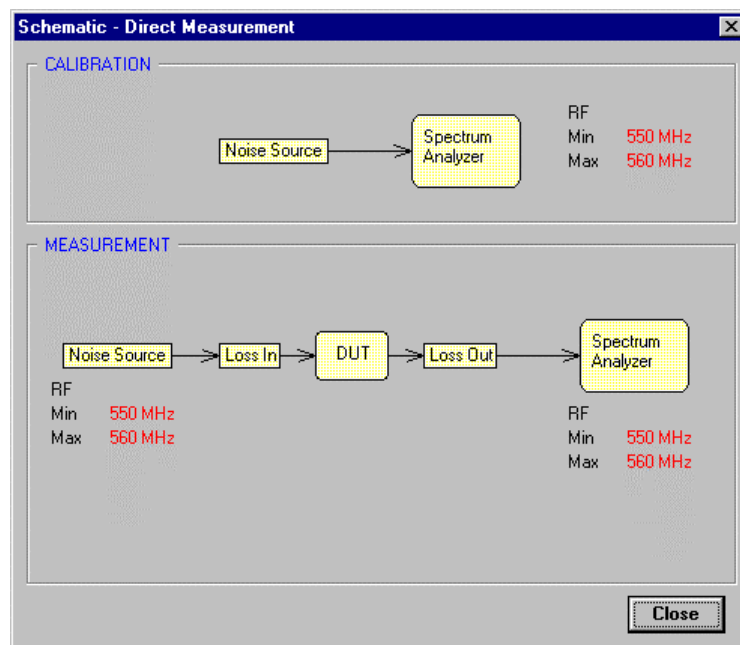 Schematic - Direct Measurement
CALIBRATION
Noise Source
Spectrum
Analyzer
RF
Min 550 MHz
Max 560 MHz
MEASUREMENT
Noise Source
Loss In
DUT
Loss Out
Spectrum
Analyzer
RF
Min 550 MHz
Max 560 MHz
RF
Min 550 MHz
Max 560 MHz
Close